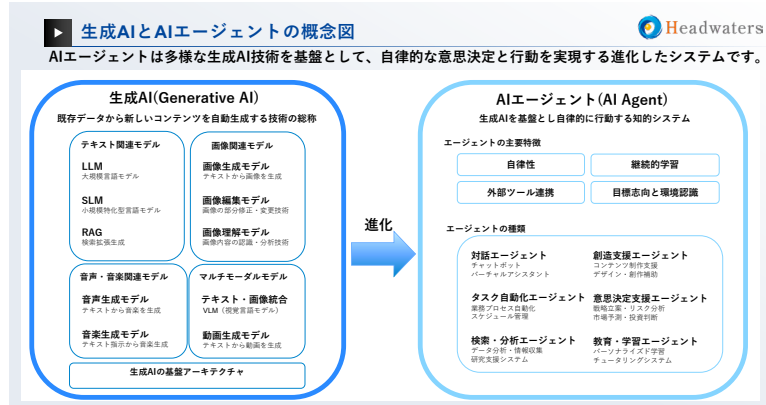 生成AIとAIエージェントの概念図
Headwaters
AIエージェントは多様な生成AI技術を基盤として、自律的な意思決定と行動を実現する進化したシステムです。
生成AI(Generative AI)
既存データから新しいコンテンツを自動生成する技術の総称
テキスト関連モデル
LLM
大規模言語モデル
SLM
小規模特化型言語モデル
RAG
検索拡張生成
画像関連モデル
画像生成モデル
テキストから画像を生成
画像編集モデル
画像の部分修正・変更技術
画像理解モデル
画像内容の認識・分析技術
音声・音楽関連モデル
音声生成モデル
テキストから音楽を生成
音楽生成モデル
テキスト指示から音楽生成
マルチモーダルモデル
テキスト・画像統合
VLM（視覚言語モデル）
動画生成モデル
テキストから動画を生成
生成AIの基盤アーキテクチャ
進化
AIエージェント(AI Agent)
生成AIを基盤とし自律的に行動する知的システム
エージェントの主要特徴
自律性
継続的学習
外部ツール連携
目標志向と環境認識
エージェントの種類
対話エージェント
チャットボット
バーチャルアシスタント
創造支援エージェント
コンテンツ制作支援
デザイン・創作補助
タスク自動化エージェント
業務プロセス自動化
スケジュール管理
意思決定支援エージェント
戦略立案・リスク分析
市場予測・投資判断
検索・分析エージェント
データ分析・情報収集
研究支援システム
教育・学習エージェント
パーソナライズド学習
チュータリングシステム